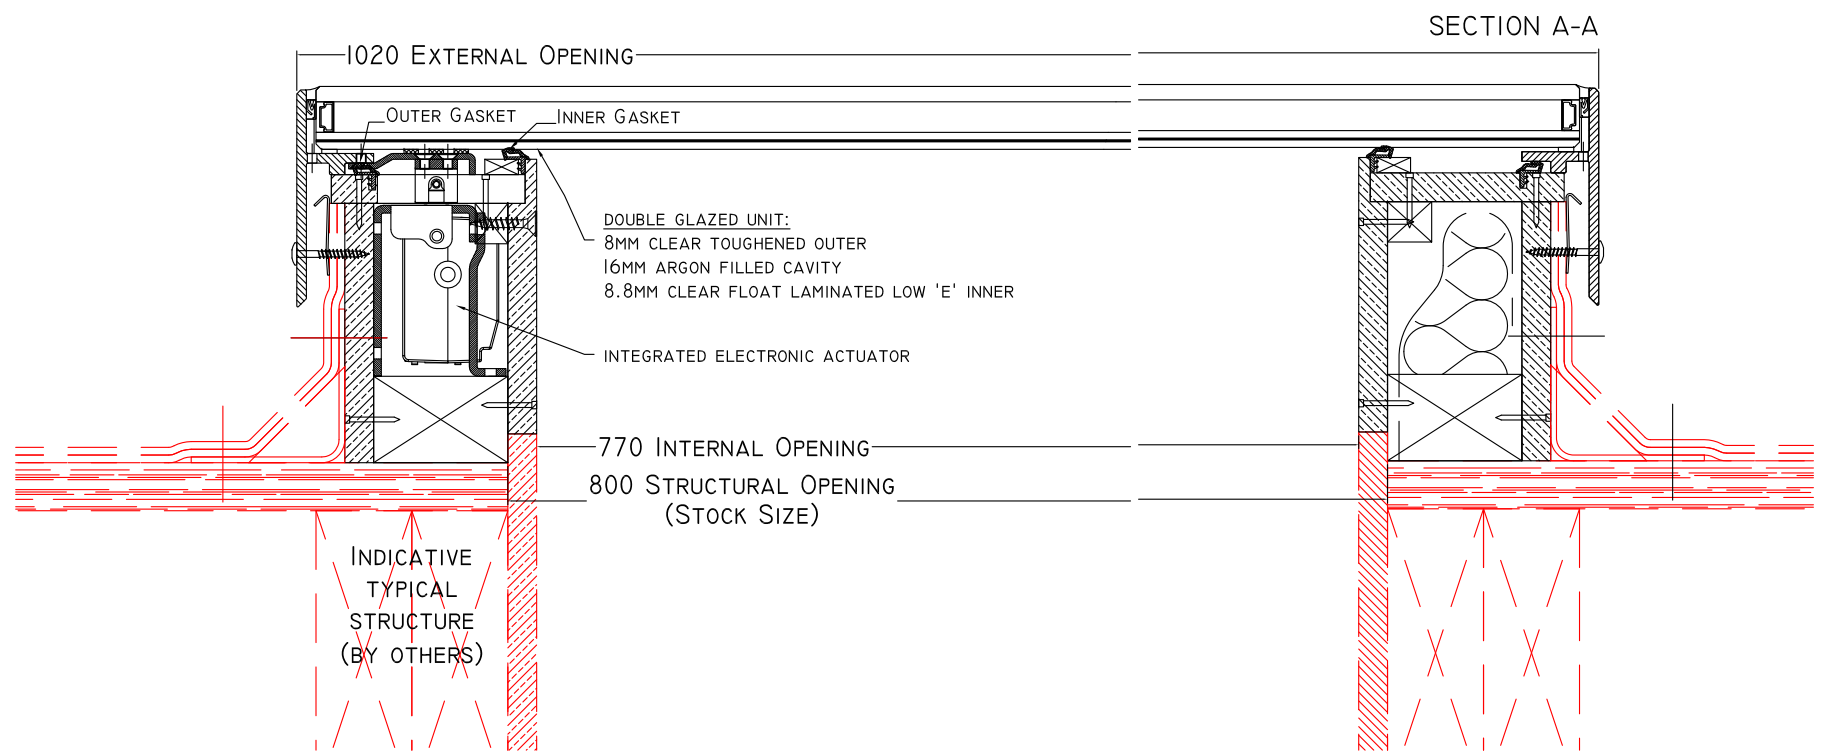 SECTION A-A
1020 EXTERNAL OPENING
OUTER GASKET
INNER GASKET
DOUBLE GLAZED UNIT:
8MM CLEAR TOUGHENED OUTER
16MM ARGON FILLED CAVITY
8.8MM CLEAR FLOAT LAMINATED LOW 'E' INNER
INTEGRATED ELECTRONIC ACTUATOR
770 INTERNAL OPENING
800 STRUCTURAL OPENING
(STOCK SIZE)
INDICATIVE
TYPICAL
STRUCTURE
(BY OTHERS)